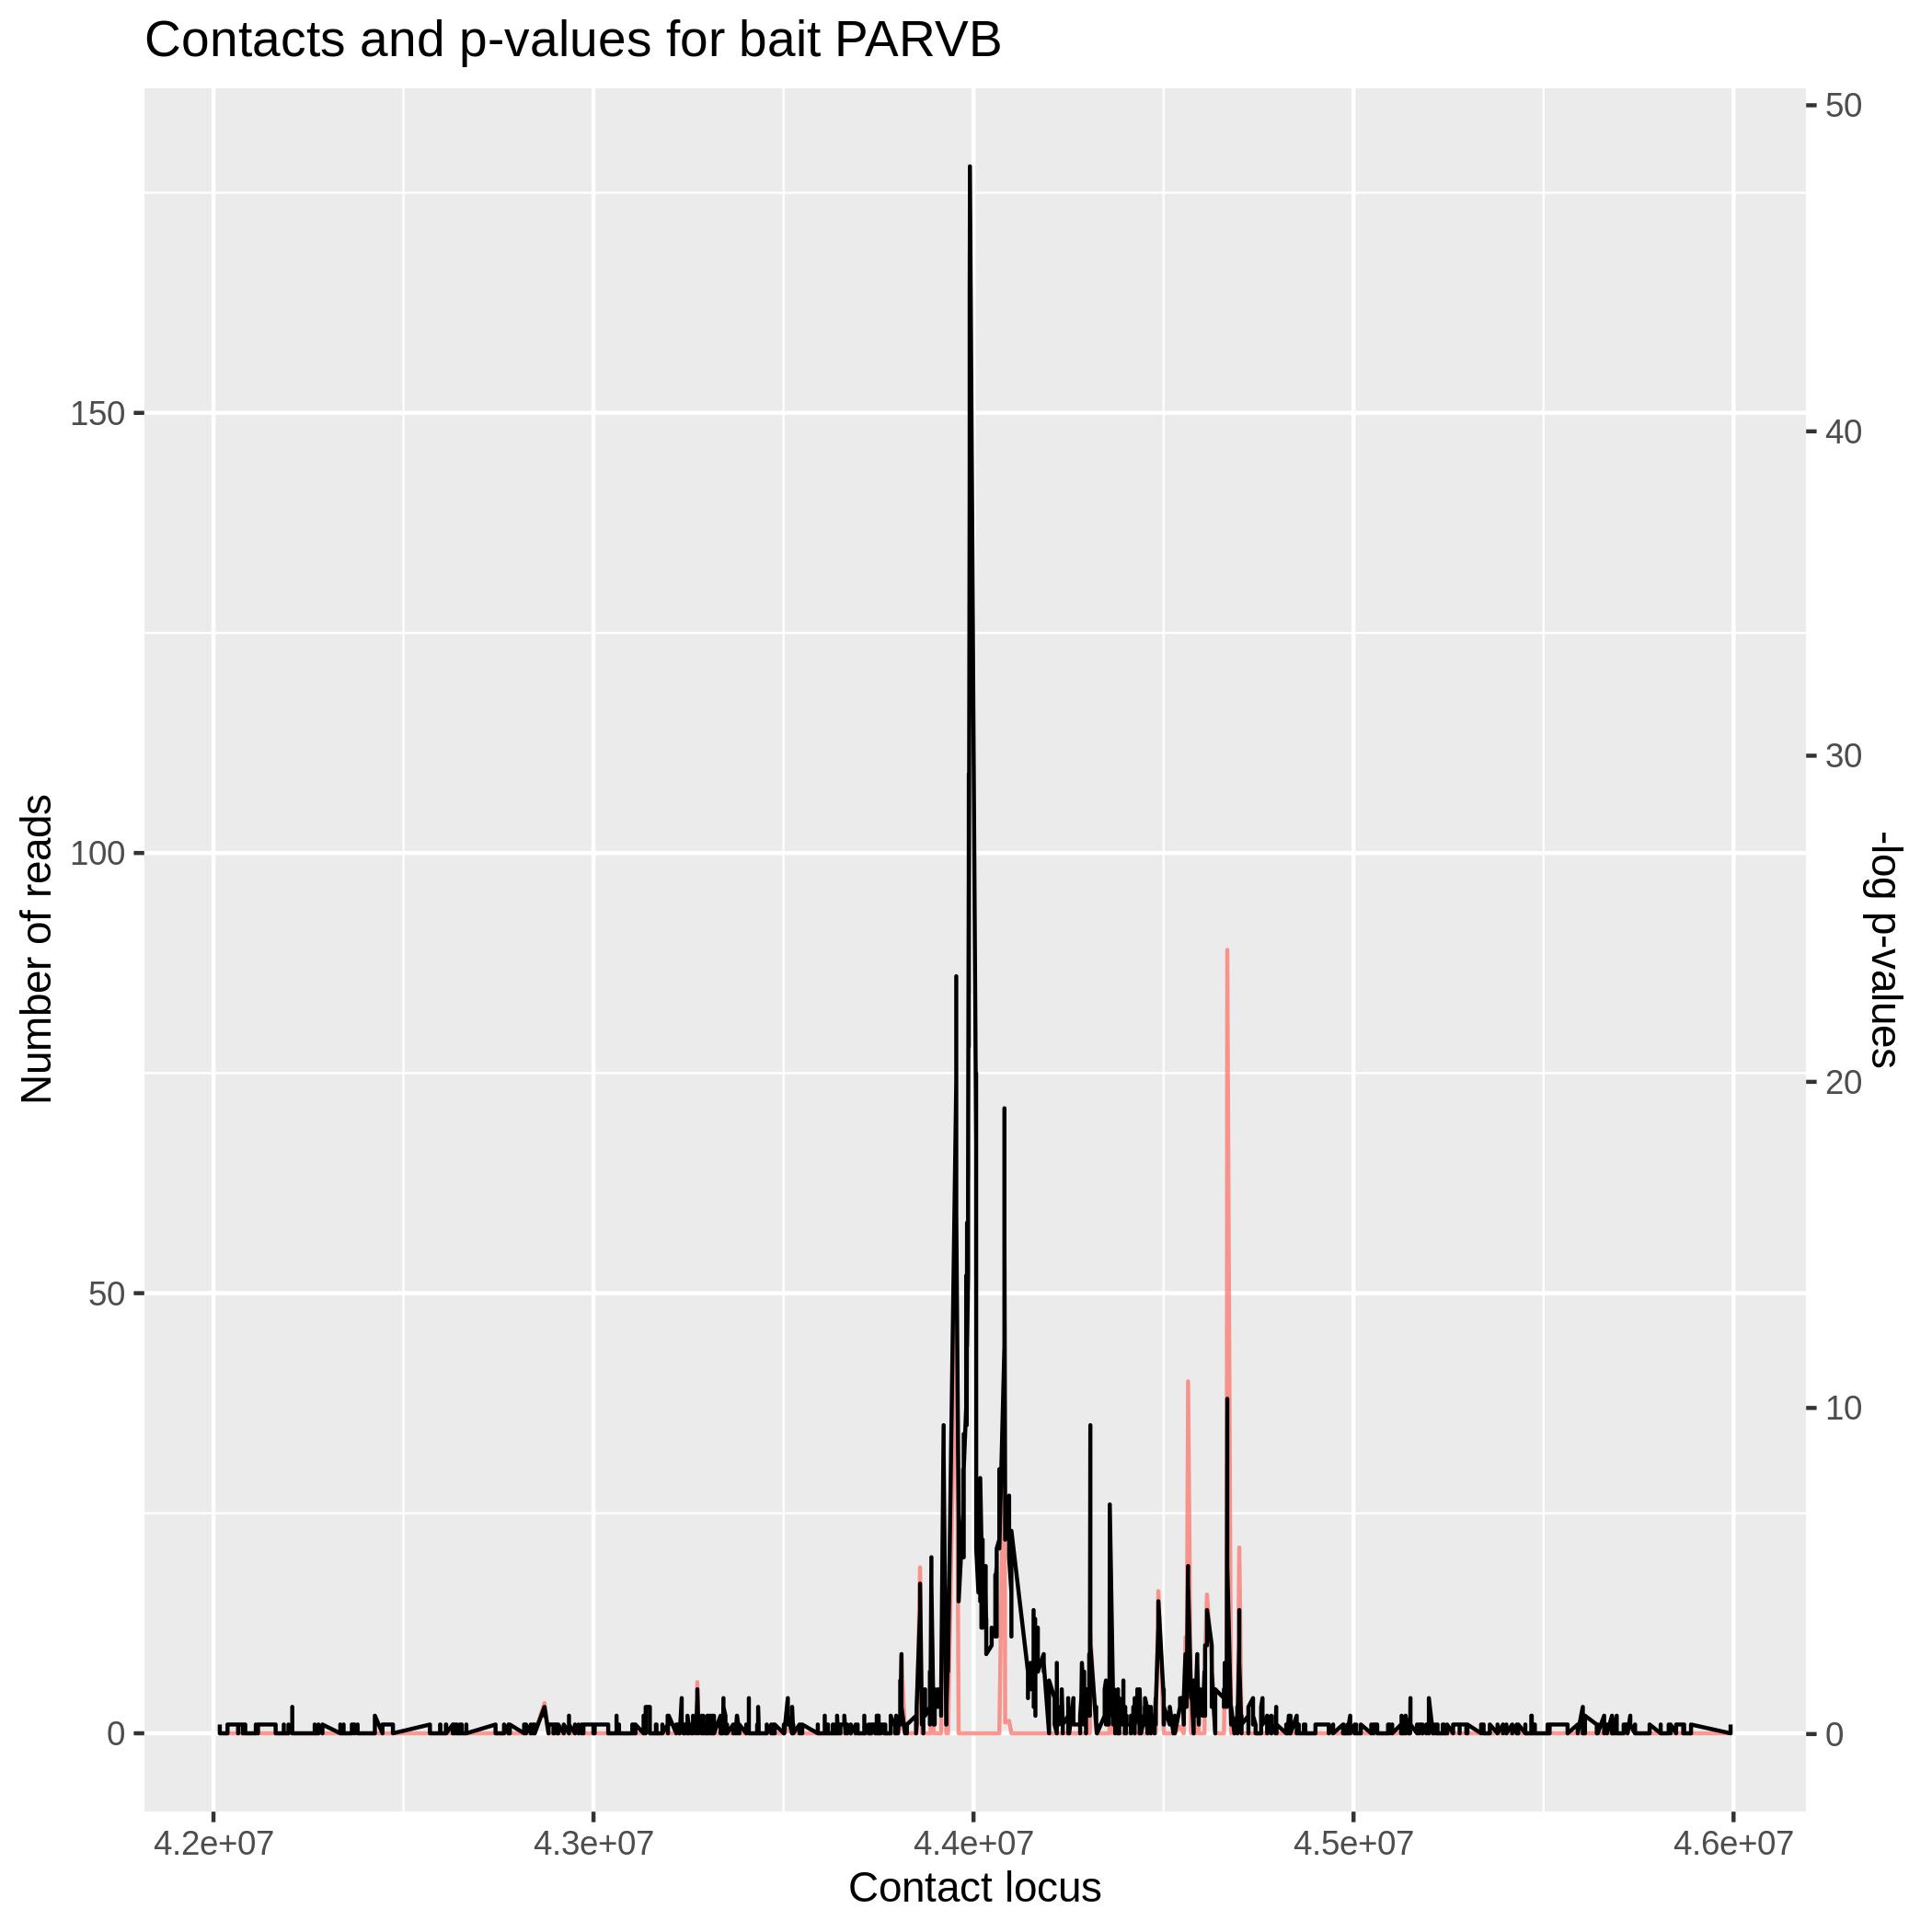 Contacts and p-values for bait PARVB
Number of reads
150
100
50
0
50
40
30
20
10
0
-log p-values
4.2e+07
4.3e+07
4.4e+07
4.5e+07
4.6e+07
Contact locus